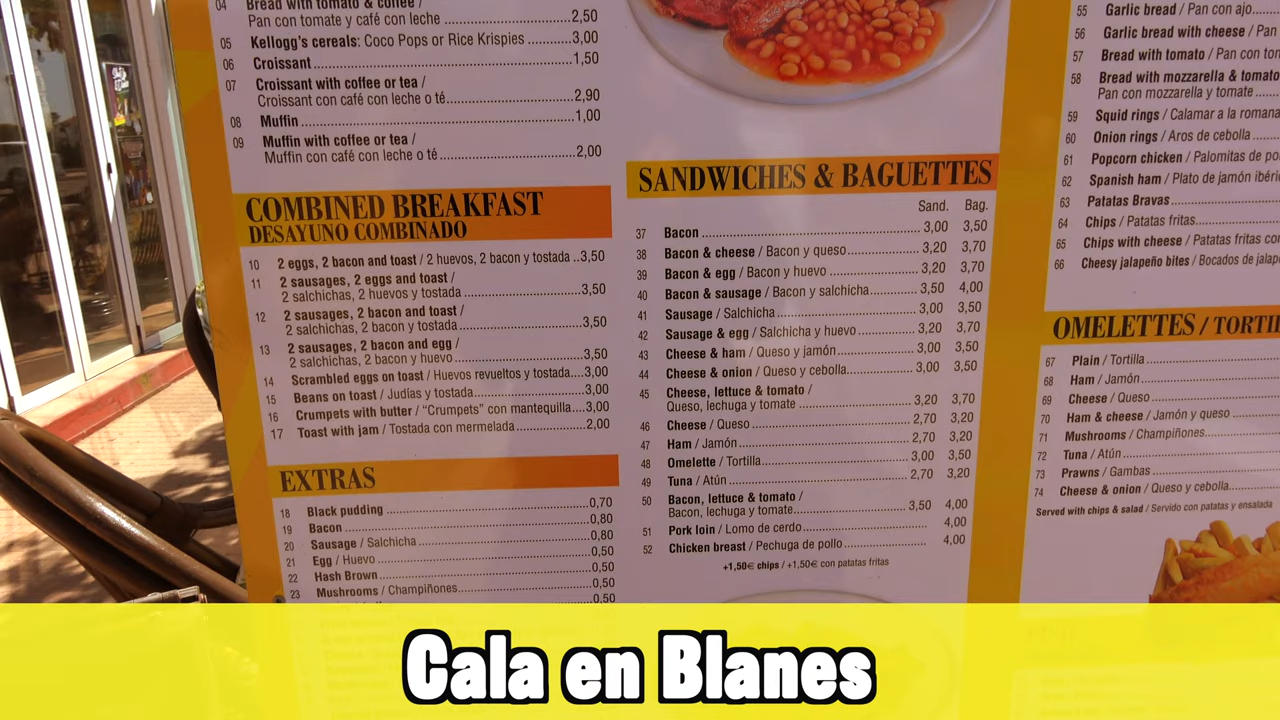 04 Bread with tomato & coffee /
Pan con tomate y café con leche 2,50
05 Kellogg's cereals: Coco Pops or Rice Krispies 3,00
06 Croissant 1,50
07 Croissant with coffee or tea /
Croissant con café con leche o té 2,90
08 Muffin 1,00
09 Muffin with coffee or tea /
Muffin con café con leche o té 2,00
COMBINED BREAKFAST
DESAYUNO COMBINADO
10 2 eggs, 2 bacon and toast / 2 huevos, 2 bacon y tostada 3,50
11 2 sausages, 2 eggs and toast /
2 salchichas, 2 huevos y tostada 3,50
12 2 sausages, 2 bacon and toast /
2 salchichas, 2 bacon y tostada 3,50
13 2 sausages, 2 bacon and egg /
2 salchichas, 2 bacon y huevo 3,50
14 Scrambled eggs on toast / Huevos revueltos y tostada 3,00
15 Beans on toast / Judías y tostada 3,00
16 Crumpets with butter / "Crumpets" con mantequilla 3,00
17 Toast with jam / Tostada con mermelada 2,00
EXTRAS
18 Black pudding 0,70
19 Bacon 0,80
20 Sausage / Salchicha 0,80
21 Egg / Huevo 0,50
22 Hash Brown 0,50
23 Mushrooms / Champiñones 0,50
0,50
SANDWICHES & BAGUETTES
Sand. Bag.
37 Bacon 3,00 3,50
38 Bacon & cheese / Bacon y queso 3,20 3,70
39 Bacon & egg / Bacon y huevo 3,20 3,70
40 Bacon & sausage / Bacon y salchicha 3,50 4,00
41 Sausage / Salchicha 3,00 3,50
42 Sausage & egg / Salchicha y huevo 3,20 3,70
43 Cheese & ham / Queso y jamón 3,00 3,50
44 Cheese & onion / Queso y cebolla 3,00 3,50
45 Cheese, lettuce & tomato /
Queso, lechuga y tomate 3,20 3,70
46 Cheese / Queso 2,70 3,20
47 Ham / Jamón 2,70 3,20
48 Omelette / Tortilla 3,00 3,50
49 Tuna / Atún 2,70 3,20
50 Bacon, lettuce & tomato /
Bacon, lechuga y tomate 3,50 4,00
51 Pork loin / Lomo de cerdo 4,00
52 Chicken breast / Pechuga de pollo 4,00
+1,50€ chips / +1,50€ con patatas fritas
55 Garlic bread / Pan con ajo
56 Garlic bread with cheese / Pan
57 Bread with tomato / Pan con tom
58 Bread with mozzarella & tomato
Pan con mozzarella y tomate
59 Squid rings / Calamar a la romana
60 Onion rings / Aros de cebolla
61 Popcorn chicken / Palomitas de po
62 Spanish ham / Plato de jamón ibéri
63 Patatas Bravas
64 Chips / Patatas fritas
65 Chips with cheese / Patatas fritas co
66 Cheesy jalapeño bites / Bocados de jalap
OMELETTES / TORTI
67 Plain / Tortilla
68 Ham / Jamón
69 Cheese / Queso
70 Ham & cheese / Jamón y queso
71 Mushrooms / Champiñones
72 Tuna / Atún
73 Prawns / Gambas
74 Cheese & onion / Queso y cebolla
Served with chips & salad / Servido con patatas y ensalada
Cala en Blanes